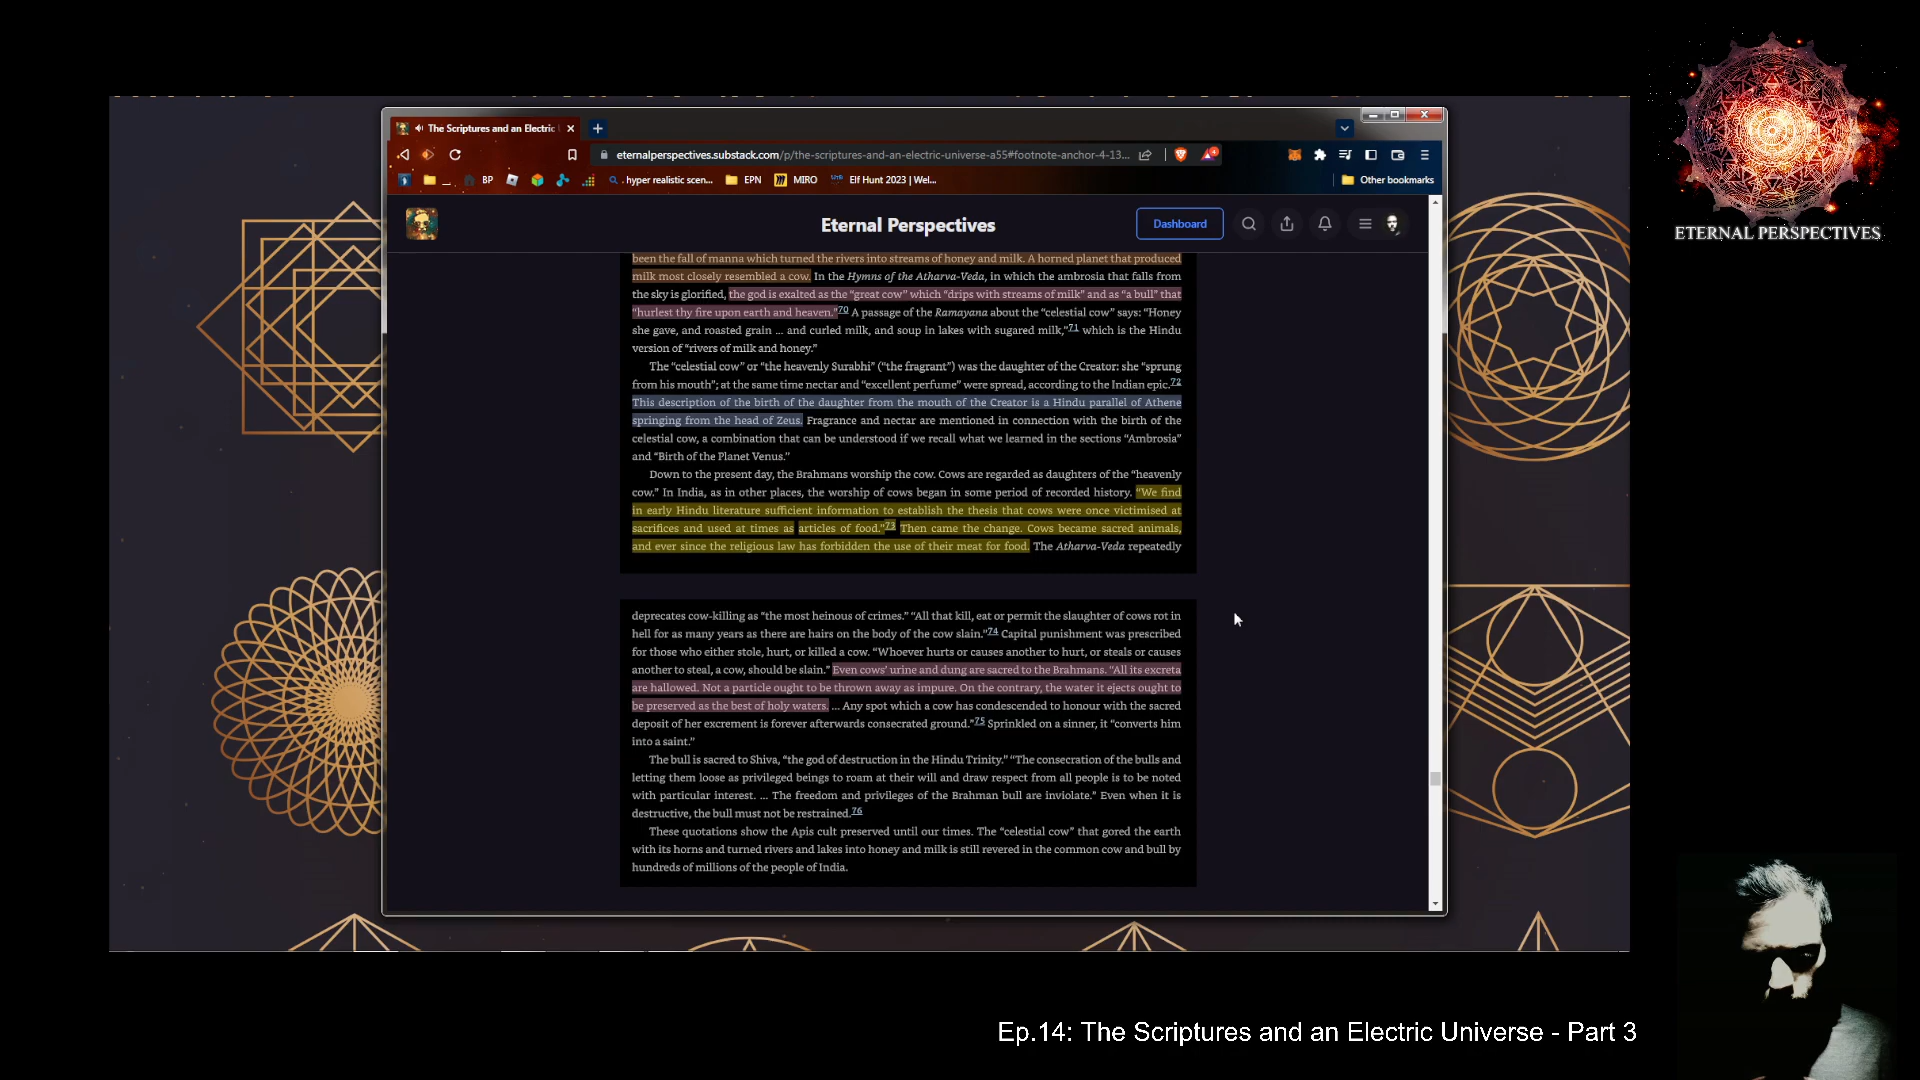 ETERNAL PERSPECTIVES
The Scriptures and an Electric
eternalperspectives.substack.com/p/the-scriptures-and-an-electric-universe-a55#footnote-anchor-4-13...
BP
. hyper realistic scen...
EPN
MIRO
Elf Hunt 2023 | Wel...
Other bookmarks
Eternal Perspectives
Dashboard
been the fall of manna which turned the rivers into streams of honey and milk. A horned planet that produced
milk most closely resembled a cow. In the Hymns of the Atharva-Veda, in which the ambrosia that falls from
the sky is glorified, the god is exalted as the “great cow” which “drips with streams of milk” and as “a bull” that
“hurlest thy fire upon earth and heaven.”70 A passage of the Ramayana about the “celestial cow” says: “Honey
she gave, and roasted grain ... and curled milk, and soup in lakes with sugared milk,”71 which is the Hindu
version of “rivers of milk and honey.”
The “celestial cow” or “the heavenly Surabhi” (“the fragrant”) was the daughter of the Creator: she “sprung
from his mouth”; at the same time nectar and “excellent perfume” were spread, according to the Indian epic.72
This description of the birth of the daughter from the mouth of the Creator is a Hindu parallel of Athene
springing from the head of Zeus. Fragrance and nectar are mentioned in connection with the birth of the
celestial cow, a combination that can be understood if we recall what we learned in the sections “Ambrosia”
and “Birth of the Planet Venus.”
Down to the present day, the Brahmans worship the cow. Cows are regarded as daughters of the “heavenly
cow.” In India, as in other places, the worship of cows began in some period of recorded history. “We find
in early Hindu literature sufficient information to establish the thesis that cows were once victimised at
sacrifices and used at times as articles of food.”73 Then came the change. Cows became sacred animals,
and ever since the religious law has forbidden the use of their meat for food. The Atharva-Veda repeatedly
deprecates cow-killing as “the most heinous of crimes.” “All that kill, eat or permit the slaughter of cows rot in
hell for as many years as there are hairs on the body of the cow slain.”74 Capital punishment was prescribed
for those who either stole, hurt, or killed a cow. “Whoever hurts or causes another to hurt, or steals or causes
another to steal, a cow, should be slain.” Even cows’ urine and dung are sacred to the Brahmans. “All its excreta
are hallowed. Not a particle ought to be thrown away as impure. On the contrary, the water it ejects ought to
be preserved as the best of holy waters. ... Any spot which a cow has condescended to honour with the sacred
deposit of her excrement is forever afterwards consecrated ground.”75 Sprinkled on a sinner, it “converts him
into a saint.”
The bull is sacred to Shiva, “the god of destruction in the Hindu Trinity.” “The consecration of the bulls and
letting them loose as privileged beings to roam at their will and draw respect from all people is to be noted
with particular interest. ... The freedom and privileges of the Brahman bull are inviolate.” Even when it is
destructive, the bull must not be restrained.76
These quotations show the Apis cult preserved until our times. The “celestial cow” that gored the earth
with its horns and turned rivers and lakes into honey and milk is still revered in the common cow and bull by
hundreds of millions of the people of India.
Ep.14: The Scriptures and an Electric Universe - Part 3